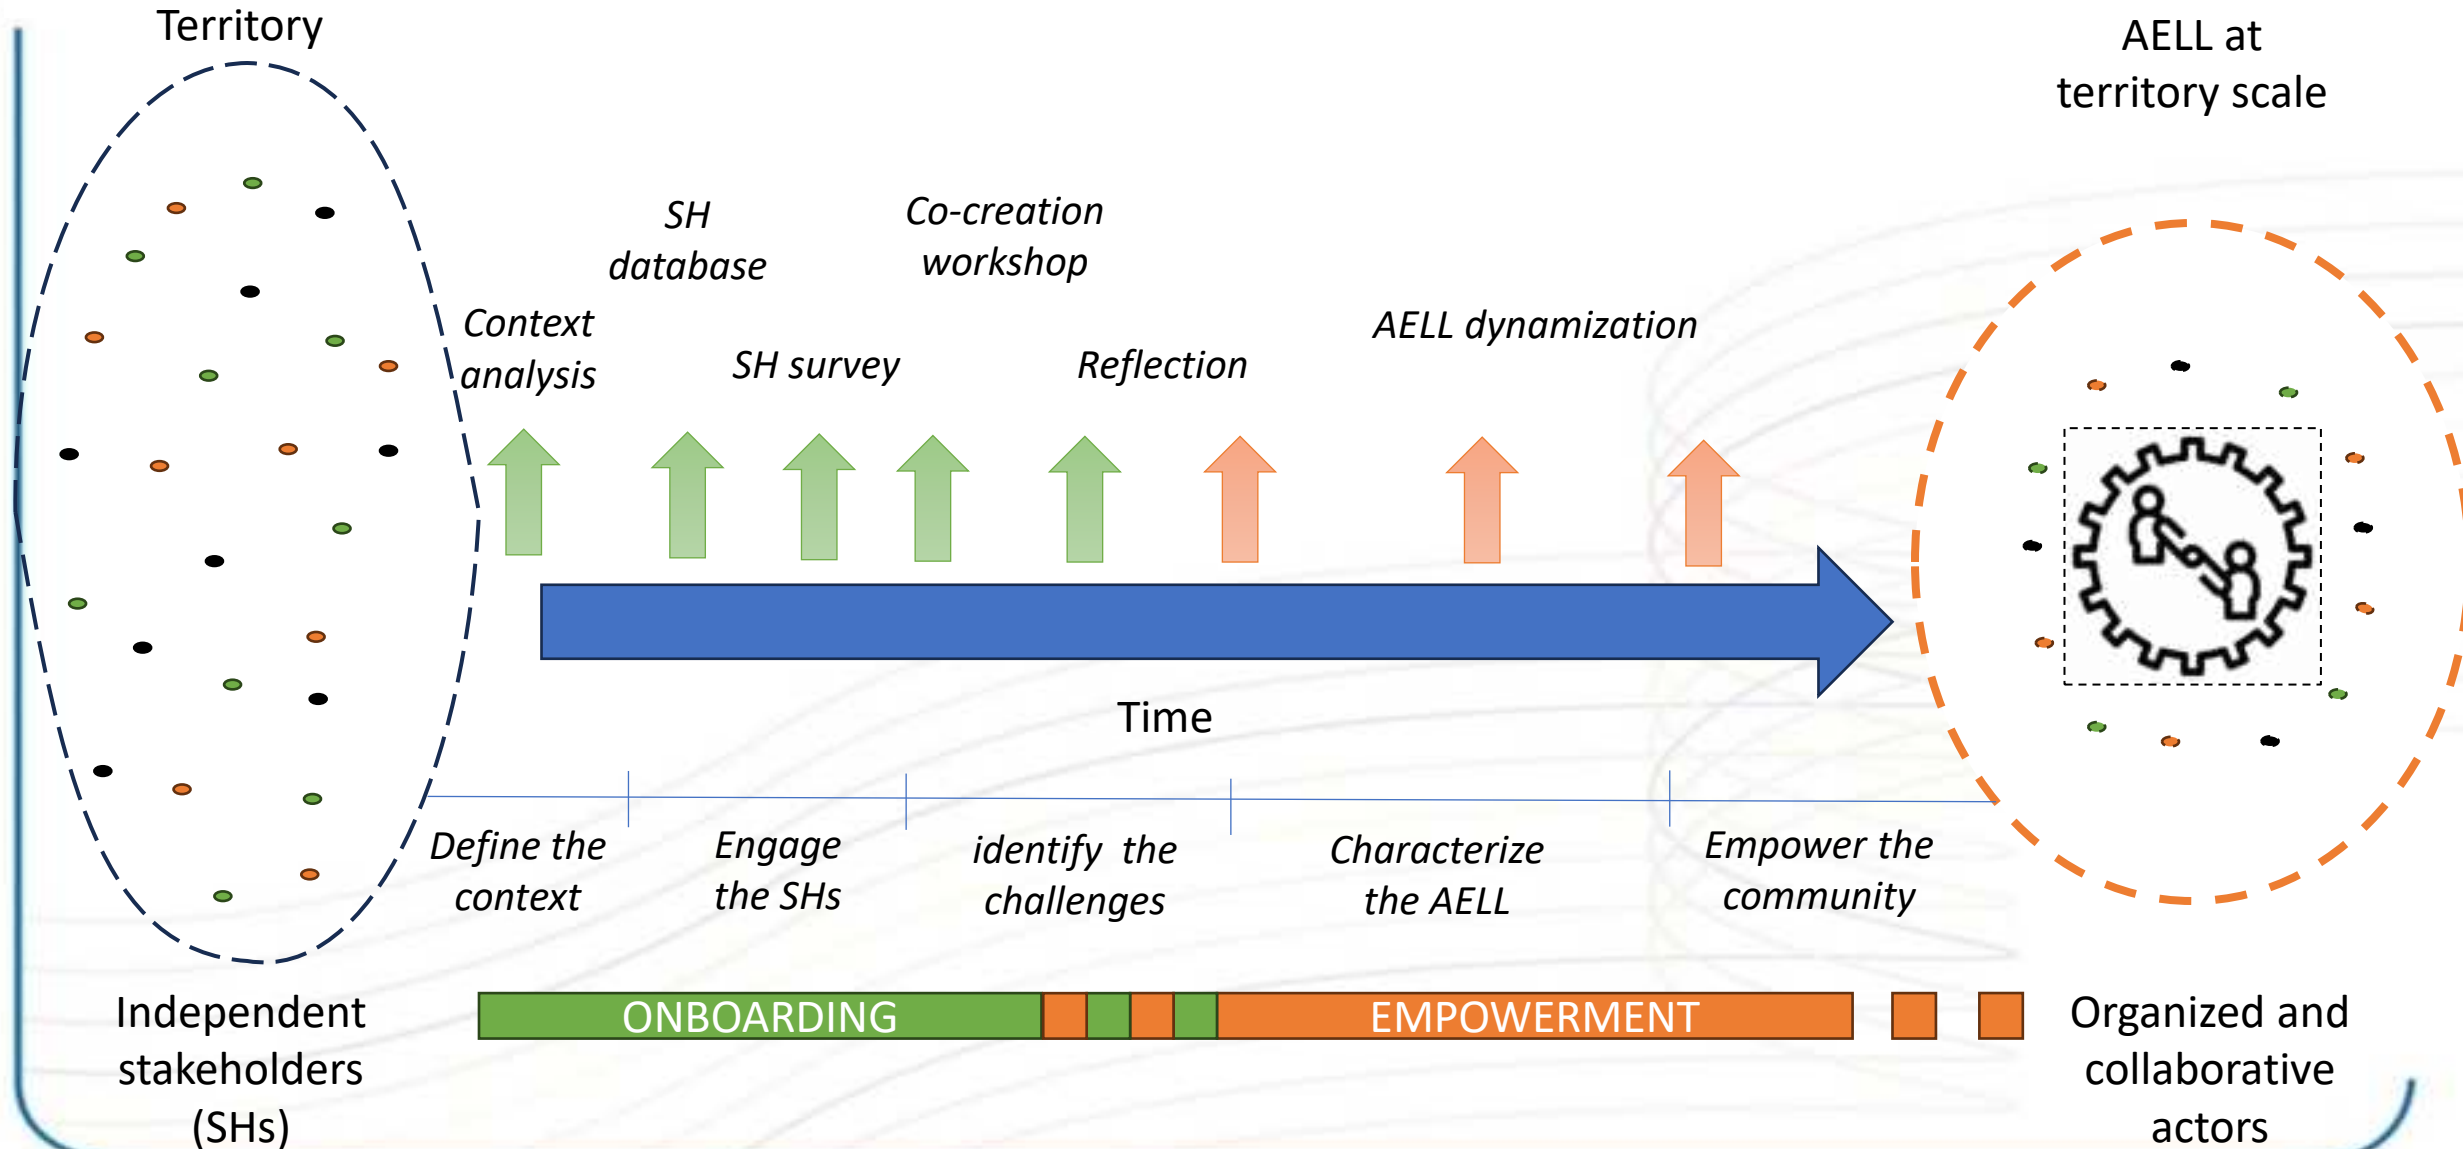 Territory
AELL at
territory scale
SH
database
Co-creation
workshop
Context
analysis
SH survey
Reflection
AELL dynamization
Time
Define the
context
Engage
the SHs
identify the
challenges
Characterize
the AELL
Empower the
community
Independent
stakeholders
(SHs)
ONBOARDING
EMPOWERMENT
Organized and
collaborative
actors